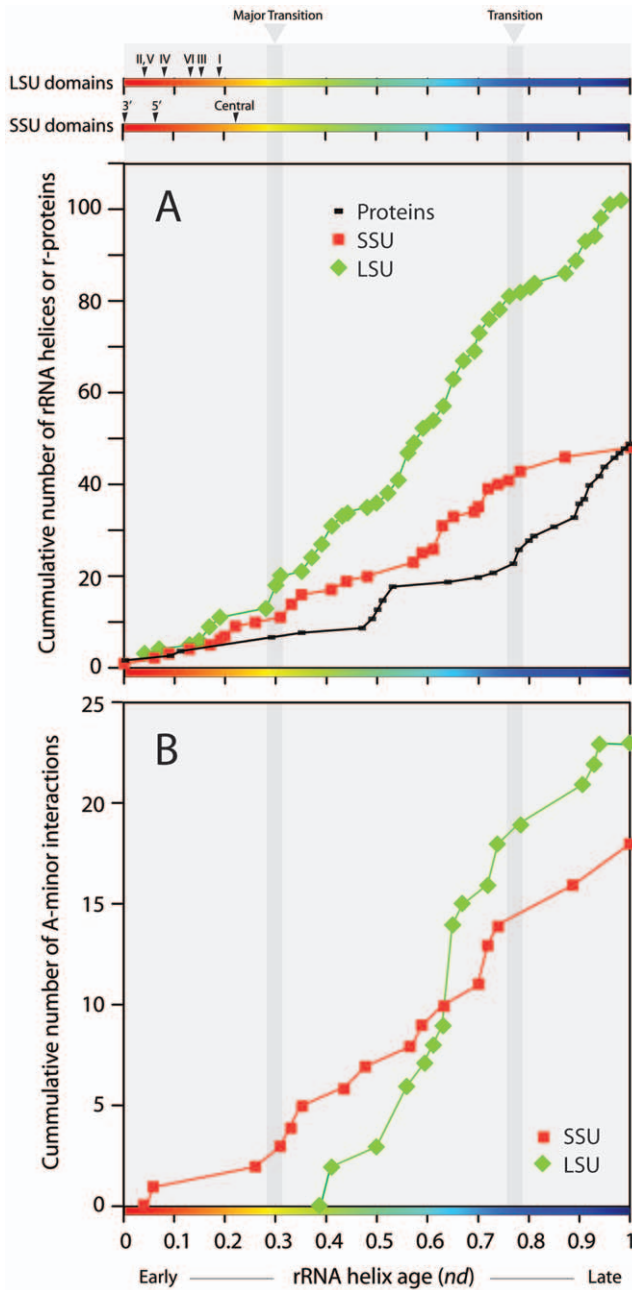 Major Transition Transition
II, V IV VI III I
LSU domains
3′ 5′ Central
SSU domains
A
Proteins
SSU
LSU
Cummulative number of rRNA helices or r-proteins
100
80
60
40
20
0
B
Cummulative number of A-minor interactions
25
20
15
10
5
0
SSU
LSU
0 0.1 0.2 0.3 0.4 0.5 0.6 0.7 0.8 0.9 1
Early rRNA helix age (nd) Late